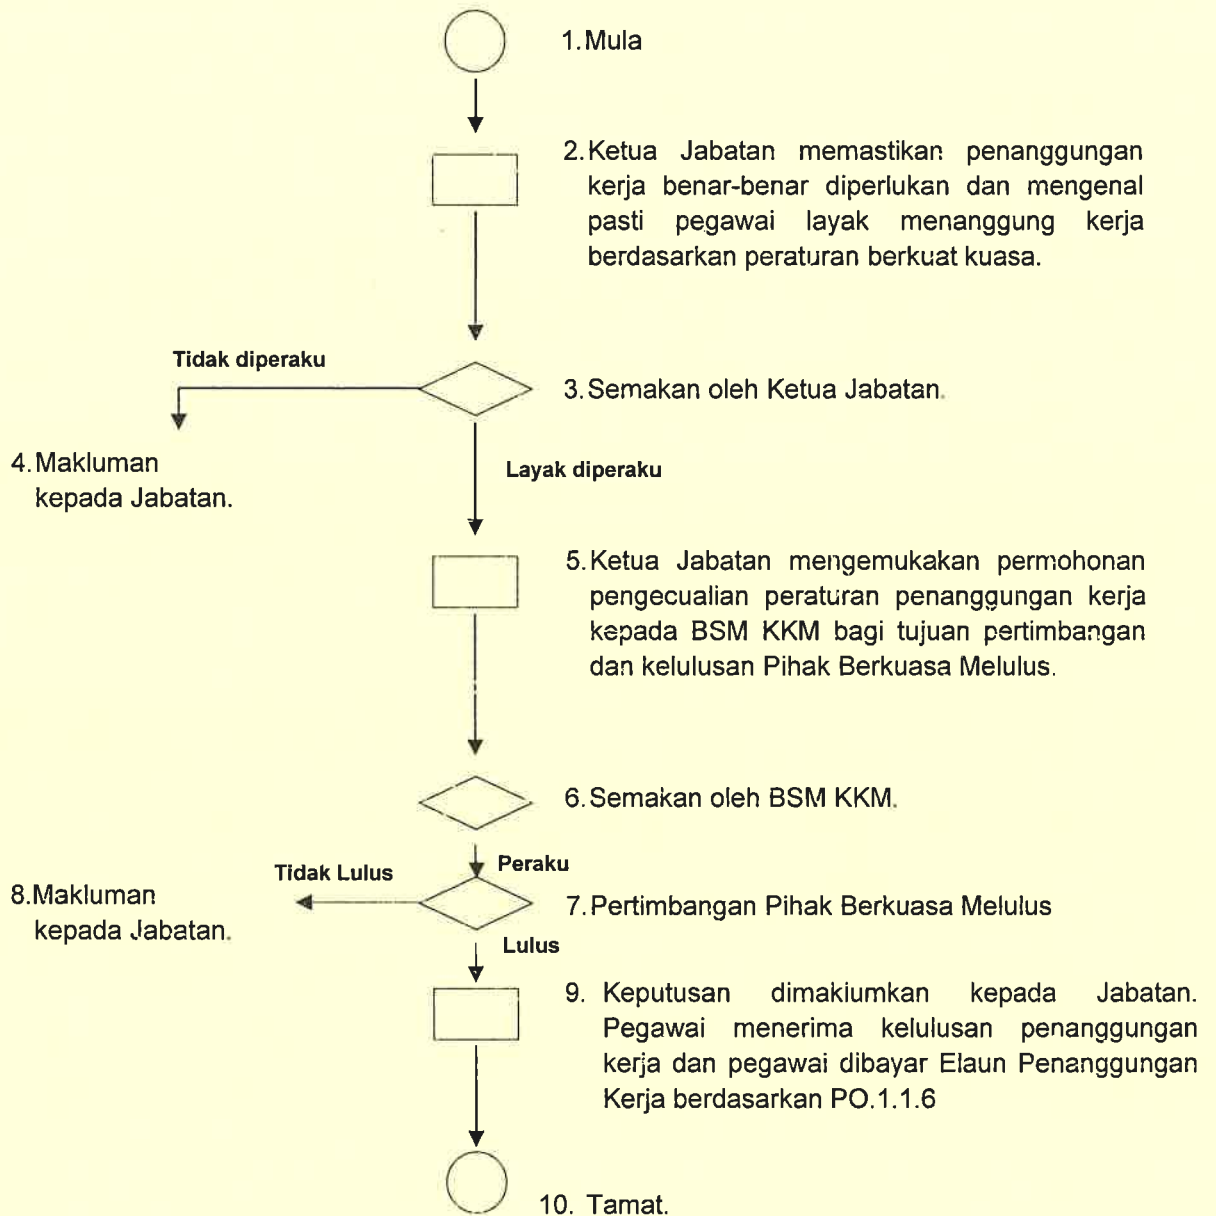 1.Mula
2.Ketua Jabatan memastikan penanggungan
kerja benar-benar diperlukan dan mengenal
pasti pegawai layak menanggung kerja
berdasarkan peraturan berkuat kuasa.
Tidak diperaku
3.Semakan oleh Ketua Jabatan.
4.Makluman
kepada Jabatan.
Layak diperaku
5.Ketua Jabatan mengemukakan permohonan
pengecualian peraturan penanggungan kerja
kepada BSM KKM bagi tujuan pertimbangan
dan kelulusan Pihak Berkuasa Melulus.
6.Semakan oleh BSM KKM.
Peraku
Tidak Lulus
8.Makluman
kepada Jabatan.
7.Pertimbangan Pihak Berkuasa Melulus
Lulus
9. Keputusan dimaklumkan kepada Jabatan.
Pegawai menerima kelulusan penanggungan
kerja dan pegawai dibayar Elaun Penanggungan
Kerja berdasarkan PO.1.1.6
10. Tamat.